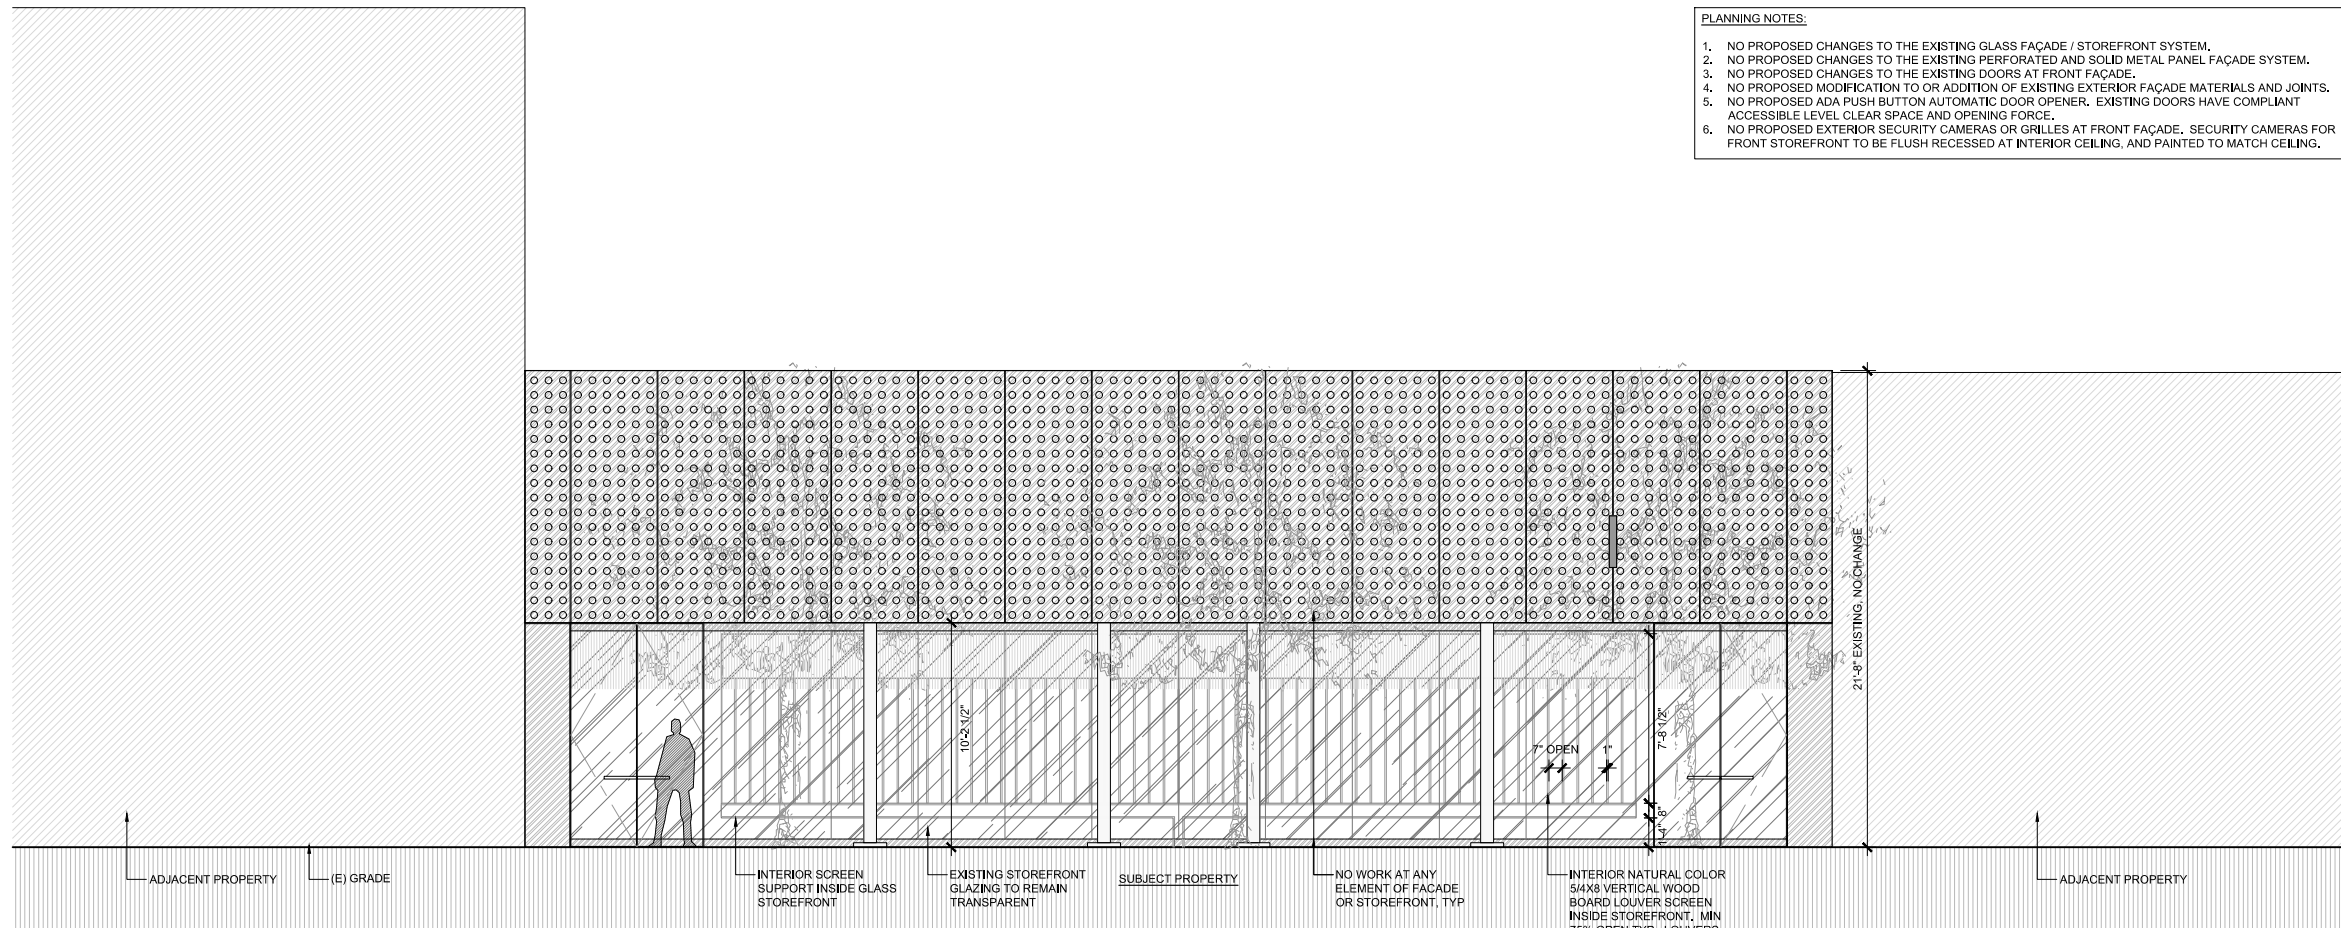 PLANNING NOTES:
1. NO PROPOSED CHANGES TO THE EXISTING GLASS FAÇADE / STOREFRONT SYSTEM.
2. NO PROPOSED CHANGES TO THE EXISTING PERFORATED AND SOLID METAL PANEL FAÇADE SYSTEM.
3. NO PROPOSED CHANGES TO THE EXISTING DOORS AT FRONT FAÇADE.
4. NO PROPOSED MODIFICATION TO OR ADDITION OF EXISTING EXTERIOR FAÇADE MATERIALS AND JOINTS.
5. NO PROPOSED ADA PUSH BUTTON AUTOMATIC DOOR OPENER. EXISTING DOORS HAVE COMPLIANT
ACCESSIBLE LEVEL CLEAR SPACE AND OPENING FORCE.
6. NO PROPOSED EXTERIOR SECURITY CAMERAS OR GRILLES AT FRONT FAÇADE. SECURITY CAMERAS FOR
FRONT STOREFRONT TO BE FLUSH RECESSED AT INTERIOR CEILING, AND PAINTED TO MATCH CEILING.
21'-8" EXISTING, NO CHANGE
10'-2 1/2"
7'-8 1/2"
7" OPEN
1"
8"
1'-4"
ADJACENT PROPERTY
(E) GRADE
INTERIOR SCREEN
SUPPORT INSIDE GLASS
STOREFRONT
EXISTING STOREFRONT
GLAZING TO REMAIN
TRANSPARENT
SUBJECT PROPERTY
NO WORK AT ANY
ELEMENT OF FACADE
OR STOREFRONT, TYP
INTERIOR NATURAL COLOR
5/4X8 VERTICAL WOOD
BOARD LOUVER SCREEN
INSIDE STOREFRONT. MIN
75% OPEN TYP. LOUVERS
ADJACENT PROPERTY